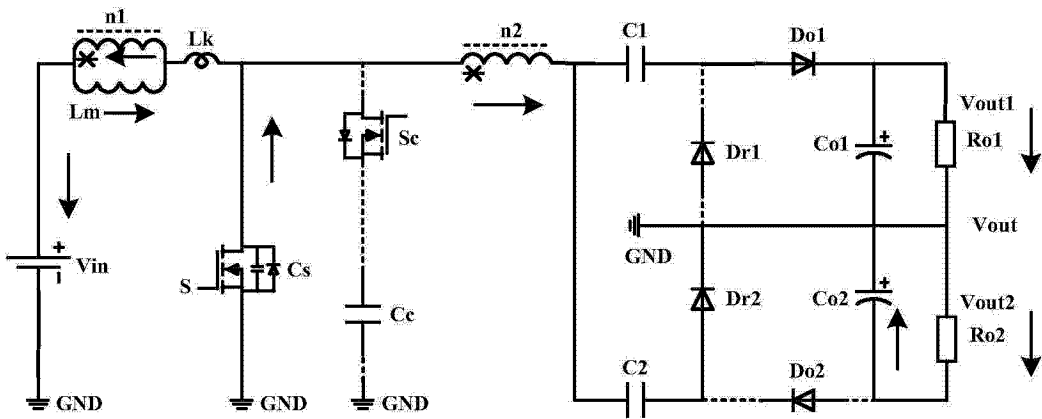 n1
Lk
n2
C1
Do1
Lm
Sc
Dr1
Co1
+
Vout1
Ro1
Vin
+
S
Cs
Cc
GND
Vout
Dr2
Co2
+
Vout2
Ro2
C2
Do2
GND
GND
GND